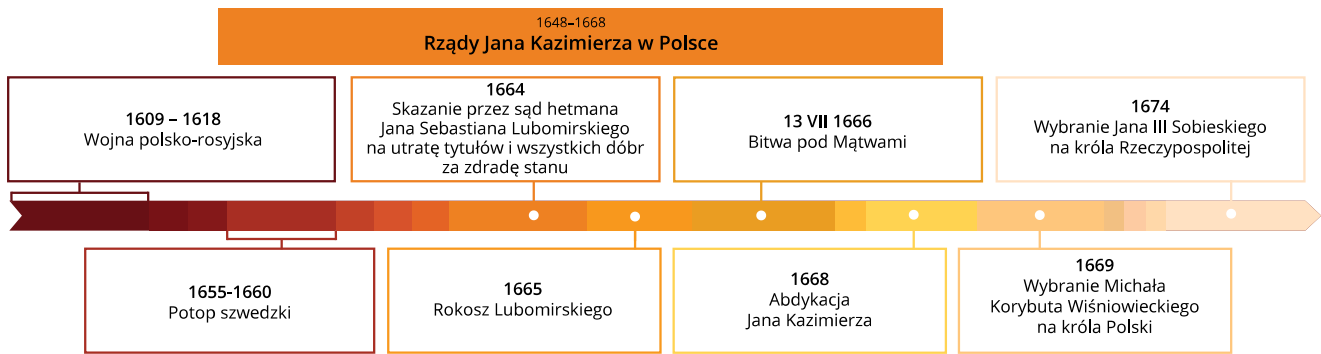 1648–1668
Rządy Jana Kazimierza w Polsce
1609 – 1618
Wojna polsko-rosyjska
1664
Skazanie przez sąd hetmana
Jana Sebastiana Lubomirskiego
na utratę tytułów i wszystkich dóbr
za zdradę stanu
13 VII 1666
Bitwa pod Mątwami
1674
Wybranie Jana III Sobieskiego
na króla Rzeczypospolitej
1655-1660
Potop szwedzki
1665
Rokosz Lubomirskiego
1668
Abdykacja
Jana Kazimierza
1669
Wybranie Michała
Korybuta Wiśniowieckiego
na króla Polski